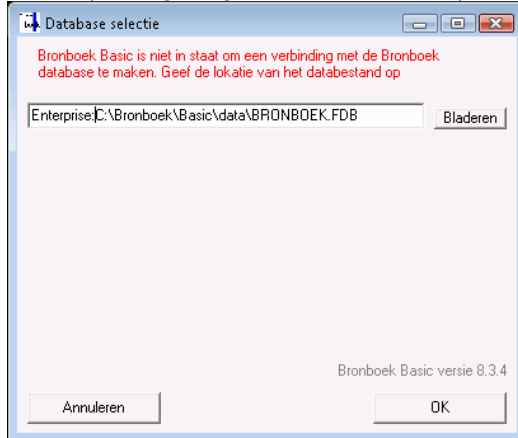 Database selectie
Bronboek Basic is niet in staat om een verbinding met de Bronboek
database te maken. Geef de lokatie van het databestand op
Enterprise:C:\Bronboek\Basic\data\BRONBOEK.FDB
Bladeren
Bronboek Basic versie 8.3.4
Annuleren
OK